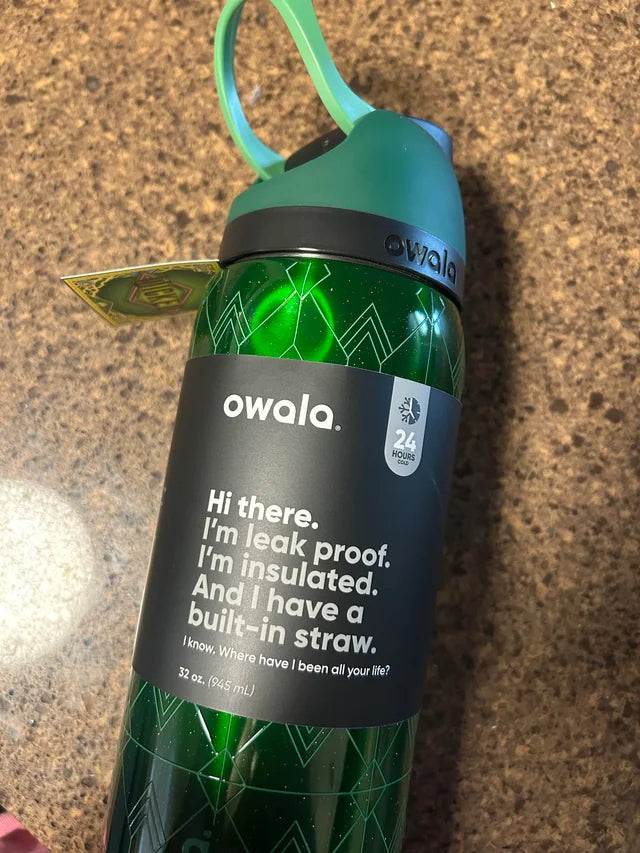 owala
owala®
24
HOURS
COLD
Hi there.
I'm leak proof.
I'm insulated.
And I have a
built-in straw.
I know. Where have I been all your life?
32 oz. (945 mL)